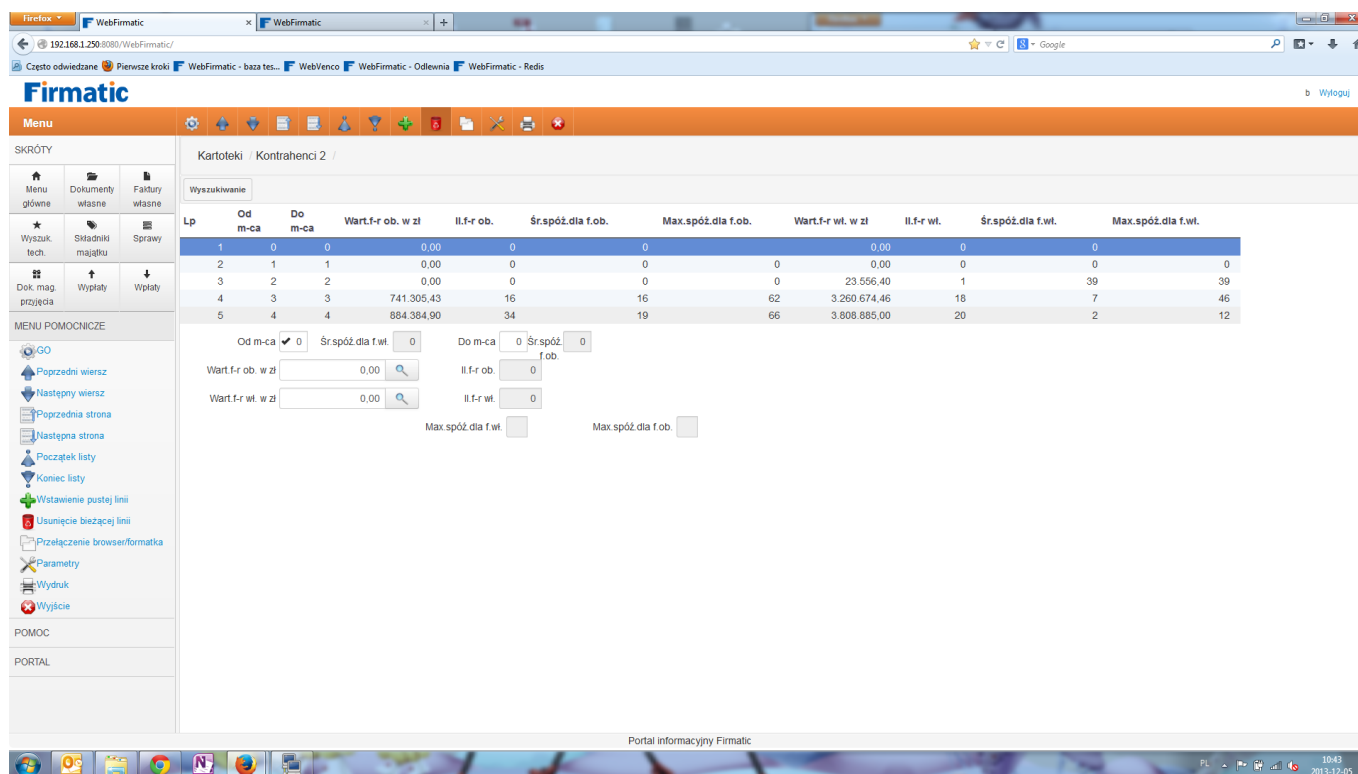 Firefox
WebFirmatic
WebFirmatic
192.168.1.250:8080/WebFirmatic/
Google
Często odwiedzane Pierwsze kroki WebFirmatic - baza tes... WebVenco WebFirmatic - Odlewnia WebFirmatic - Redis
Firmatic
b Wyloguj
Menu
SKRÓTY
Kartoteki / Kontrahenci 2 /
Menu główne
Dokumenty własne
Faktury własne
Wyszuk. tech.
Składniki majątku
Sprawy
Dok. mag. przyjęcia
Wypłaty
Wpłaty
MENU POMOCNICZE
GO
Poprzedni wiersz
Następny wiersz
Poprzednia strona
Następna strona
Początek listy
Koniec listy
Wstawienie pustej linii
Usunięcie bieżącej linii
Przełączenie browser/formatka
Parametry
Wydruk
Wyjście
POMOC
PORTAL
Wyszukiwanie
Lp Od m-ca Do m-ca Wart.f-r ob. w zł Il.f-r ob. Śr.spóź.dla f.ob. Max.spóź.dla f.ob. Wart.f-r wł. w zł Il.f-r wł. Śr.spóź.dla f.wł. Max.spóź.dla f.wł.
1 0 0 0,00 0 0 0,00 0 0
2 1 1 0,00 0 0 0 0,00 0 0 0
3 2 2 0,00 0 0 0 23.556,40 1 39 39
4 3 3 741.305,43 16 16 62 3.260.674,46 18 7 46
5 4 4 884.384,90 34 19 66 3.808.885,00 20 2 12
Od m-ca 0 Śr.spóź.dla f.wł. 0 Do m-ca 0 Śr.spóź. f.ob. 0
Wart.f-r ob. w zł 0,00 Il.f-r ob. 0
Wart.f-r wł. w zł 0,00 Il.f-r wł. 0
Max.spóź.dla f.wł. Max.spóź.dla f.ob.
Portal informacyjny Firmatic
PL
10:43
2013-12-05